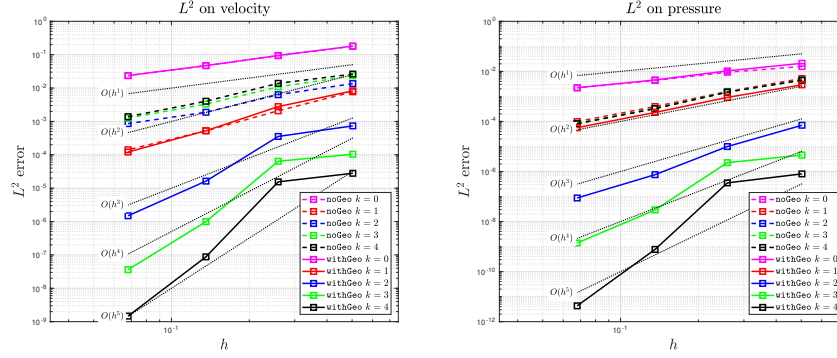 L² on velocity
10⁰
10⁻¹
10⁻²
10⁻³
10⁻⁴
10⁻⁵
10⁻⁶
10⁻⁷
10⁻⁸
10⁻⁹
L² error
O(h¹)
O(h²)
O(h³)
O(h⁴)
O(h⁵)
noGeo k = 0
noGeo k = 1
noGeo k = 2
noGeo k = 3
noGeo k = 4
withGeo k = 0
withGeo k = 1
withGeo k = 2
withGeo k = 3
withGeo k = 4
10⁻¹
h
L² on pressure
10⁰
10⁻²
10⁻⁴
10⁻⁶
10⁻⁸
10⁻¹⁰
10⁻¹²
L² error
O(h¹)
O(h²)
O(h³)
O(h⁴)
O(h⁵)
noGeo k = 0
noGeo k = 1
noGeo k = 2
noGeo k = 3
noGeo k = 4
withGeo k = 0
withGeo k = 1
withGeo k = 2
withGeo k = 3
withGeo k = 4
10⁻¹
h